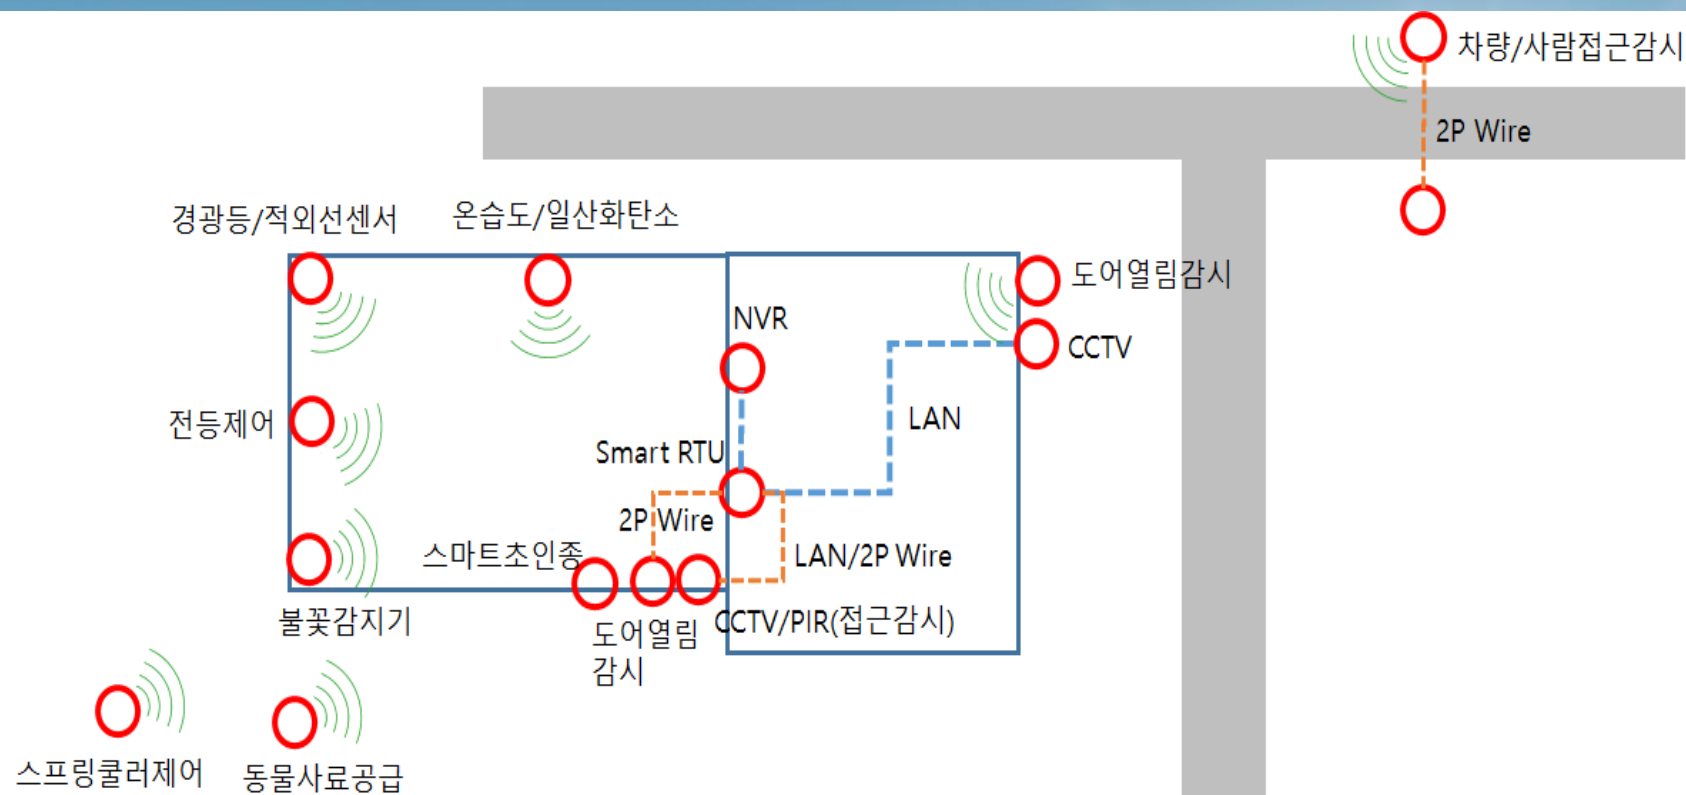 차량/사람접근감시
2P Wire
경광등/적외선센서
온습도/일산화탄소
도어열림감시
NVR
CCTV
전등제어
LAN
Smart RTU
2P Wire
스마트초인종
LAN/2P Wire
불꽃감지기
도어열림
감시
CCTV/PIR(접근감시)
스프링쿨러제어
동물사료공급